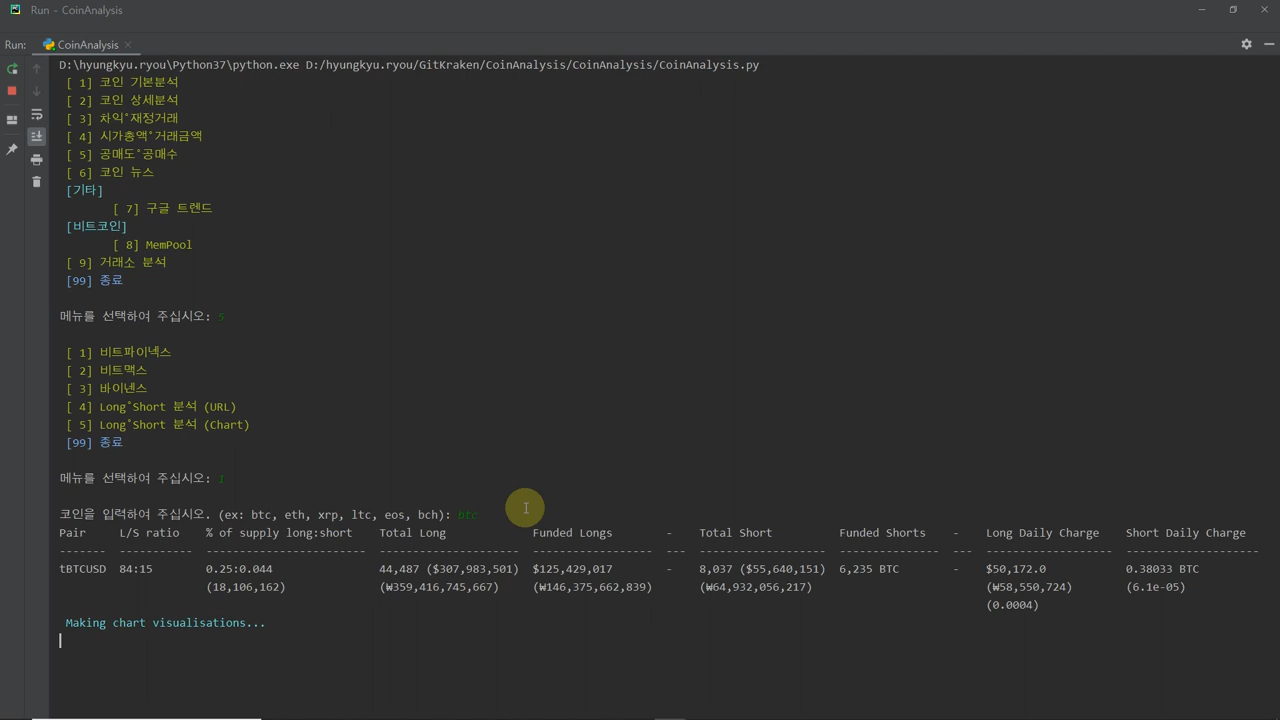 Run - CoinAnalysis
Run: CoinAnalysis
D:\hyungkyu.ryou\Python37\python.exe D:/hyungkyu.ryou/GitKraken/CoinAnalysis/CoinAnalysis/CoinAnalysis.py
[ 1] 코인 기본분석
[ 2] 코인 상세분석
[ 3] 차익˚재정거래
[ 4] 시가총액˚거래금액
[ 5] 공매도˚공매수
[ 6] 코인 뉴스
[기타]
[ 7] 구글 트렌드
[비트코인]
[ 8] MemPool
[ 9] 거래소 분석
[99] 종료
메뉴를 선택하여 주십시오: 5
[ 1] 비트파이넥스
[ 2] 비트맥스
[ 3] 바이낸스
[ 4] Long˚Short 분석 (URL)
[ 5] Long˚Short 분석 (Chart)
[99] 종료
메뉴를 선택하여 주십시오: 1
코인을 입력하여 주십시오. (ex: btc, eth, xrp, ltc, eos, bch): btc
Pair L/S ratio % of supply long:short Total Long Funded Longs - Total Short Funded Shorts - Long Daily Charge Short Daily Charge
------- ----------- ------------------------ --------------------- ------------------ --- ------------------- --------------- --- ------------------- --------------------
tBTCUSD 84:15 0.25:0.044 44,487 ($307,983,501) $125,429,017 - 8,037 ($55,640,151) 6,235 BTC - $50,172.0 0.38033 BTC
(18,106,162) (₩359,416,745,667) (₩146,375,662,839) (₩64,932,056,217) (₩58,550,724) (6.1e-05)
(0.0004)
Making chart visualisations...